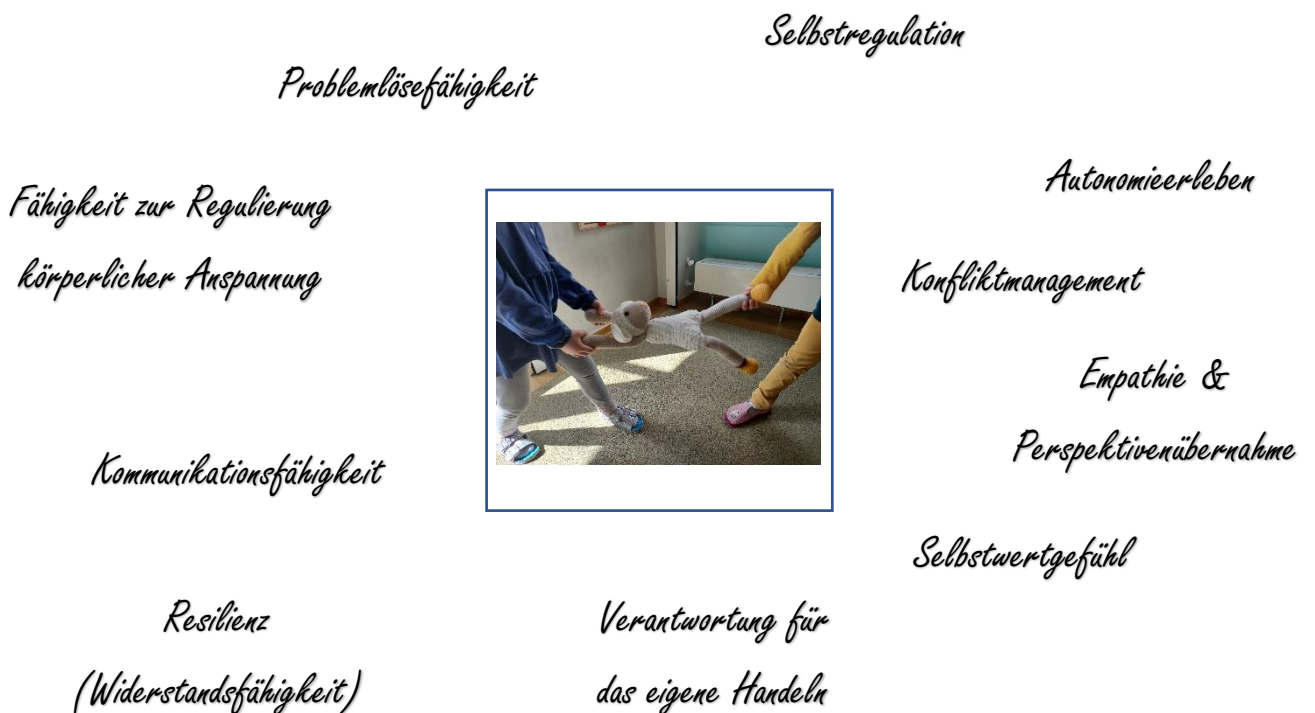 Selbstregulation
Problemlösefähigkeit
Autonomieerleben
Fähigkeit zur Regulierung
körperlicher Anspannung
Konfliktmanagement
Empathie &
Perspektivenübernahme
Kommunikationsfähigkeit
Selbstwertgefühl
Resilienz
(Widerstandsfähigkeit)
Verantwortung für
das eigene Handeln